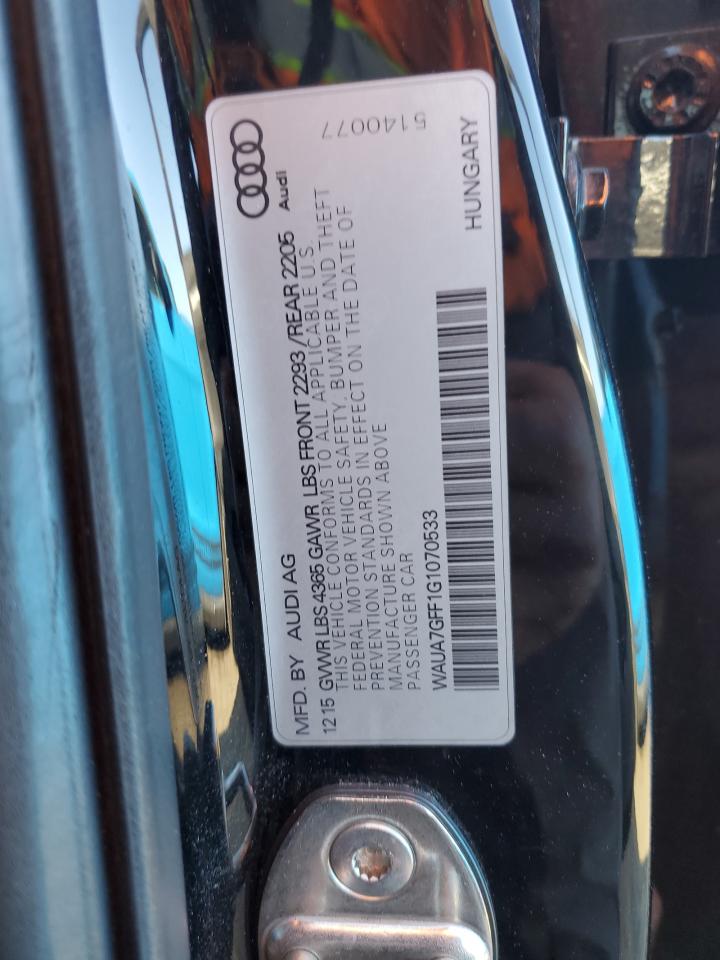 Audi
5140077
MFD. BY AUDI AG
12 15 GVWR LBS 4365 GAWR LBS FRONT 2293 /REAR 2205
THIS VEHICLE CONFORMS TO ALL APPLICABLE U.S.
FEDERAL MOTOR VEHICLE SAFETY, BUMPER AND THEFT
PREVENTION STANDARDS IN EFFECT ON THE DATE OF
MANUFACTURE SHOWN ABOVE
PASSENGER CAR
WAUA7GFF1G1070533
HUNGARY